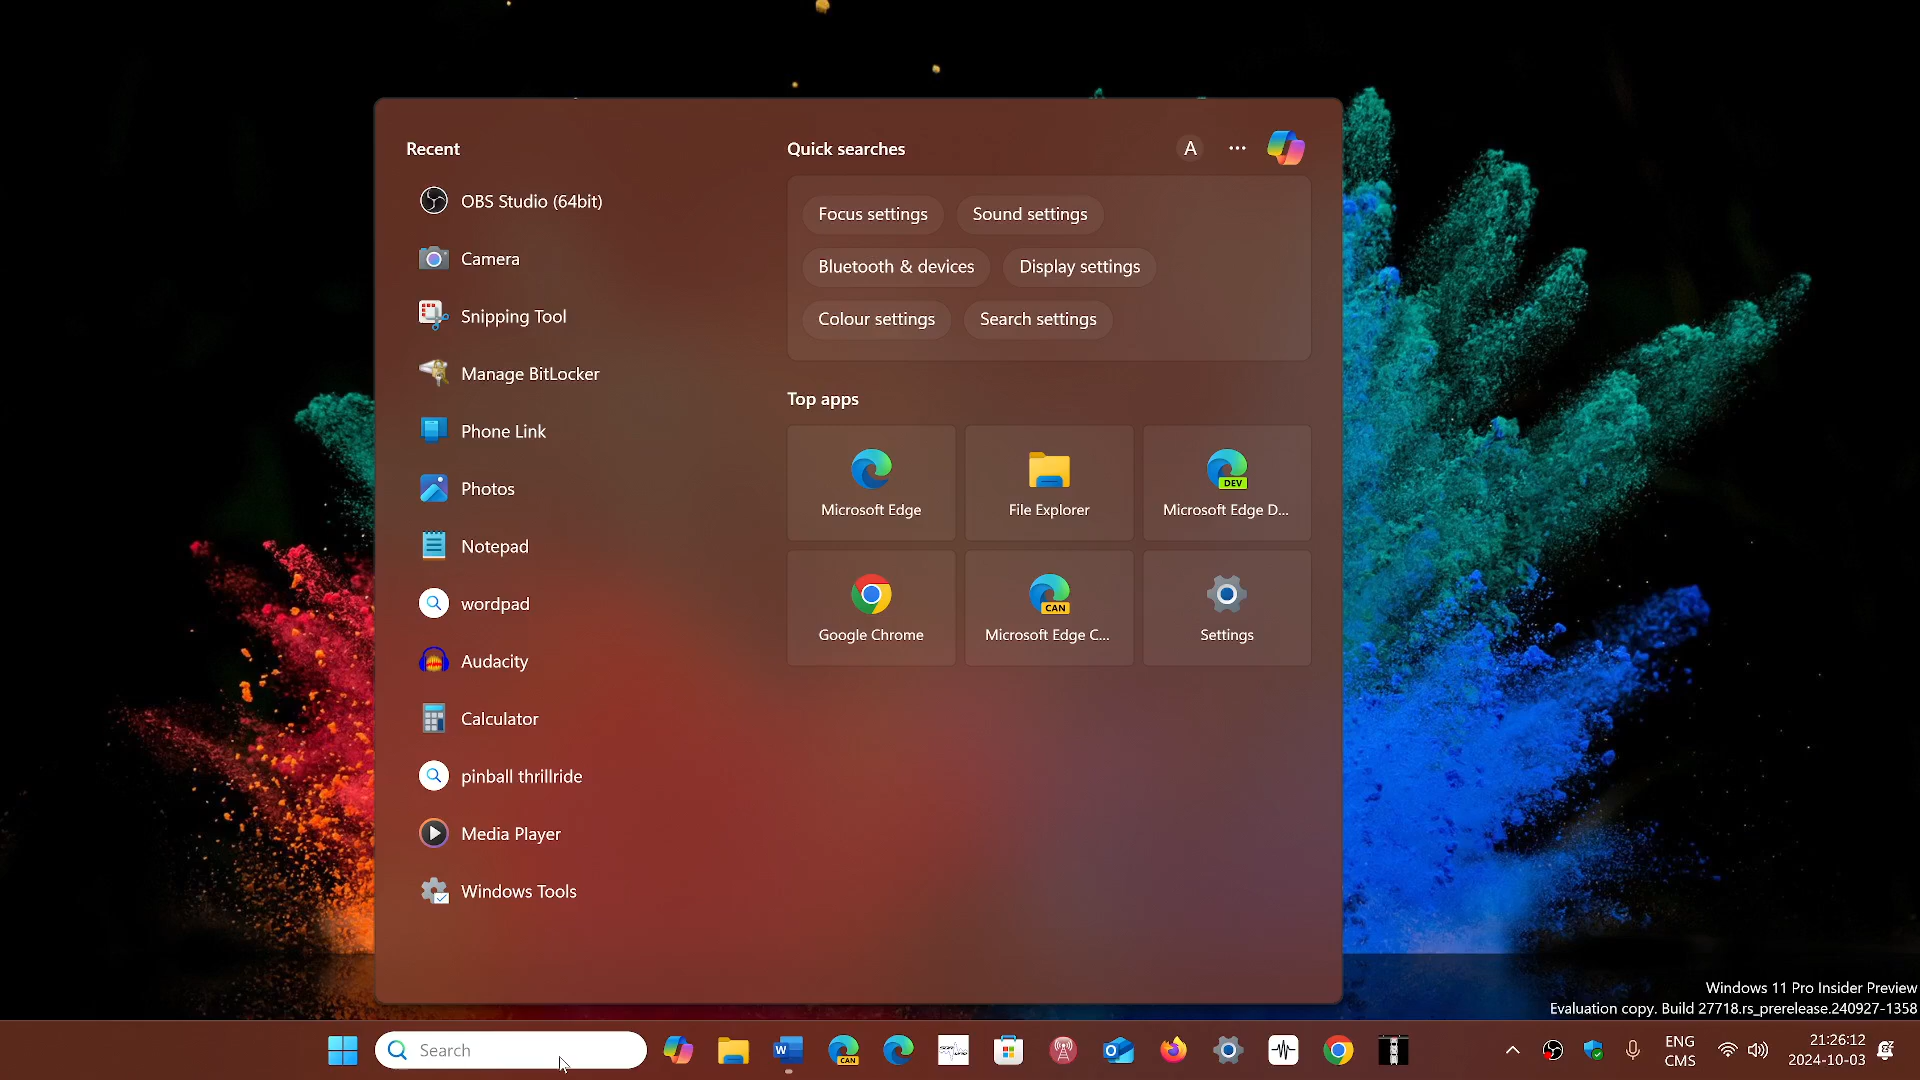 Recent
OBS Studio (64bit)
Camera
Snipping Tool
Manage BitLocker
Phone Link
Photos
Notepad
wordpad
Audacity
Calculator
pinball thrillride
Media Player
Windows Tools
Quick searches
A
Focus settings
Sound settings
Bluetooth & devices
Display settings
Colour settings
Search settings
Top apps
Microsoft Edge
File Explorer
DEV
Microsoft Edge D...
Google Chrome
CAN
Microsoft Edge C...
Settings
Windows 11 Pro Insider Preview
Evaluation copy. Build 27718.rs_prerelease.240927-1358
Search
W
CAN
ENG
CMS
21:26:12
2024-10-03